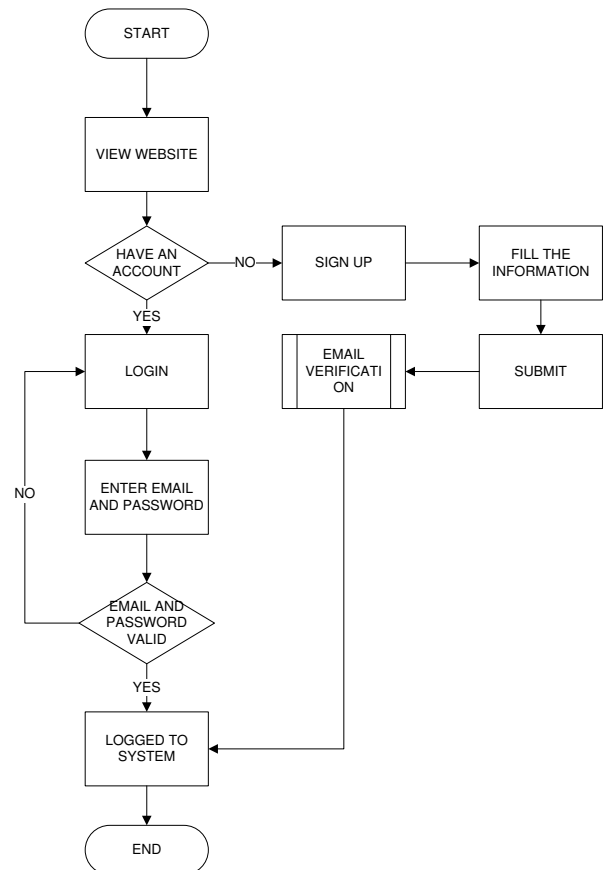 START
VIEW WEBSITE
HAVE AN
ACCOUNT
NO
SIGN UP
FILL THE
INFORMATION
YES
LOGIN
EMAIL
VERIFICATI
ON
SUBMIT
ENTER EMAIL
AND PASSWORD
NO
EMAIL AND
PASSWORD
VALID
YES
LOGGED TO
SYSTEM
END